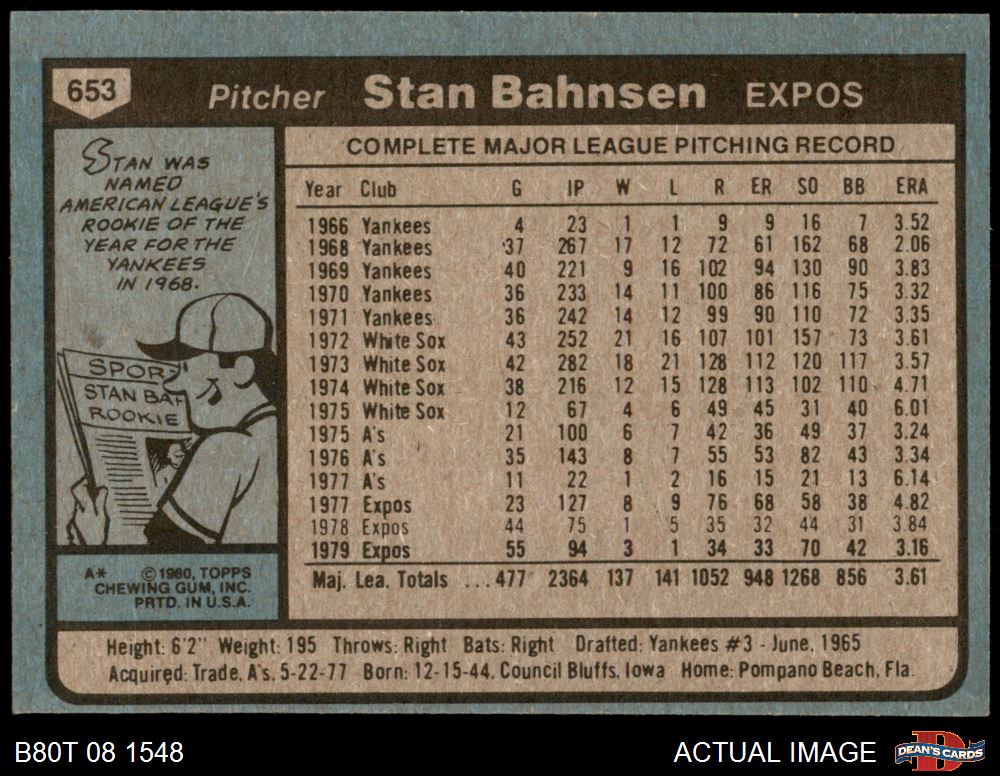 653 Pitcher Stan Bahnsen EXPOS
STAN WAS
NAMED
AMERICAN LEAGUE'S
ROOKIE OF THE
YEAR FOR THE
YANKEES
IN 1968.
SPOR
STAN BA
ROOKIE
COMPLETE MAJOR LEAGUE PITCHING RECORD
Year Club G IP W L R ER SO BB ERA
1966 Yankees 4 23 1 1 9 9 16 7 3.52
1968 Yankees 37 267 17 12 72 61 162 68 2.06
1969 Yankees 40 221 9 16 102 94 130 90 3.83
1970 Yankees 36 233 14 11 100 86 116 75 3.32
1971 Yankees 36 242 14 12 99 90 110 72 3.35
1972 White Sox 43 252 21 16 107 101 157 73 3.61
1973 White Sox 42 282 18 21 128 112 120 117 3.57
1974 White Sox 38 216 12 15 128 113 102 110 4.71
1975 White Sox 12 67 4 6 49 45 31 40 6.01
1975 A's 21 100 6 7 42 36 49 37 3.24
1976 A's 35 143 8 7 55 53 82 43 3.34
1977 A's 11 22 1 2 16 15 21 13 6.14
1977 Expos 23 127 8 9 76 68 58 38 4.82
1978 Expos 44 75 1 5 35 32 44 31 3.84
1979 Expos 55 94 3 1 34 33 70 42 3.16
Maj. Lea. Totals ... 477 2364 137 141 1052 948 1268 856 3.61
A* © 1980, TOPPS
CHEWING GUM, INC.
PRTD. IN U.S.A.
Height: 6'2" Weight: 195 Throws: Right Bats: Right Drafted: Yankees #3 - June, 1965
Acquired: Trade, A's, 5-22-77 Born: 12-15-44, Council Bluffs, Iowa Home: Pompano Beach, Fla.
B80T 08 1548
ACTUAL IMAGE
DEAN'S CARDS